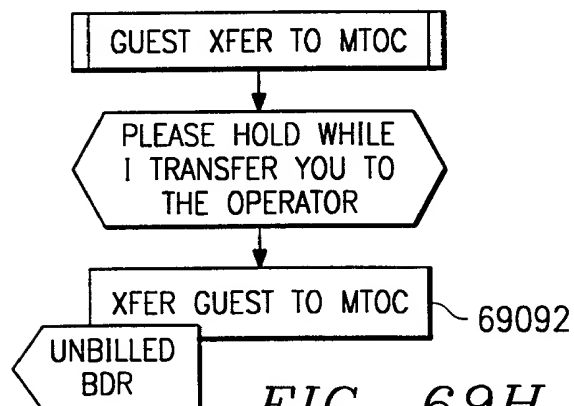 GUEST XFER TO MTOC
PLEASE HOLD WHILE
I TRANSFER YOU TO
THE OPERATOR
XFER GUEST TO MTOC
69092
UNBILLED
BDR
FIG. 69H